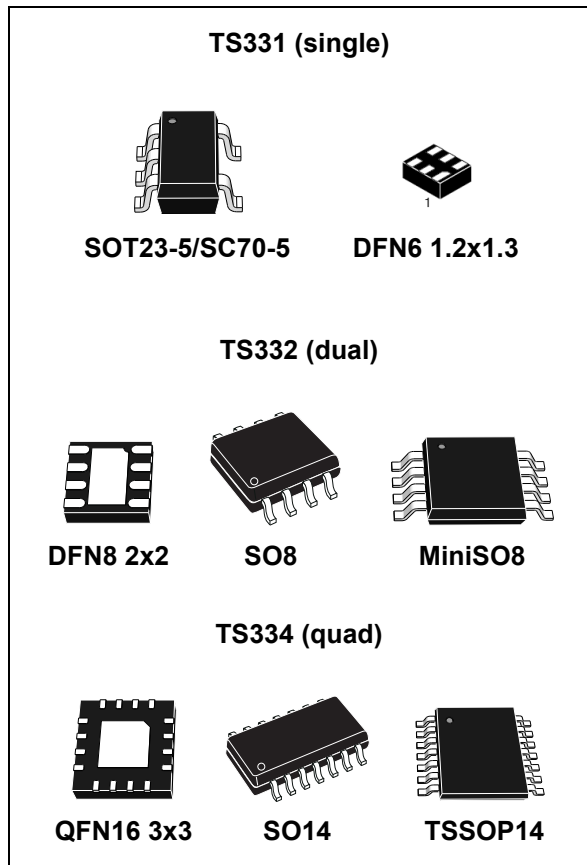 TS331 (single)
1
SOT23-5/SC70-5 DFN6 1.2x1.3
TS332 (dual)
DFN8 2x2 SO8 MiniSO8
TS334 (quad)
QFN16 3x3 SO14 TSSOP14